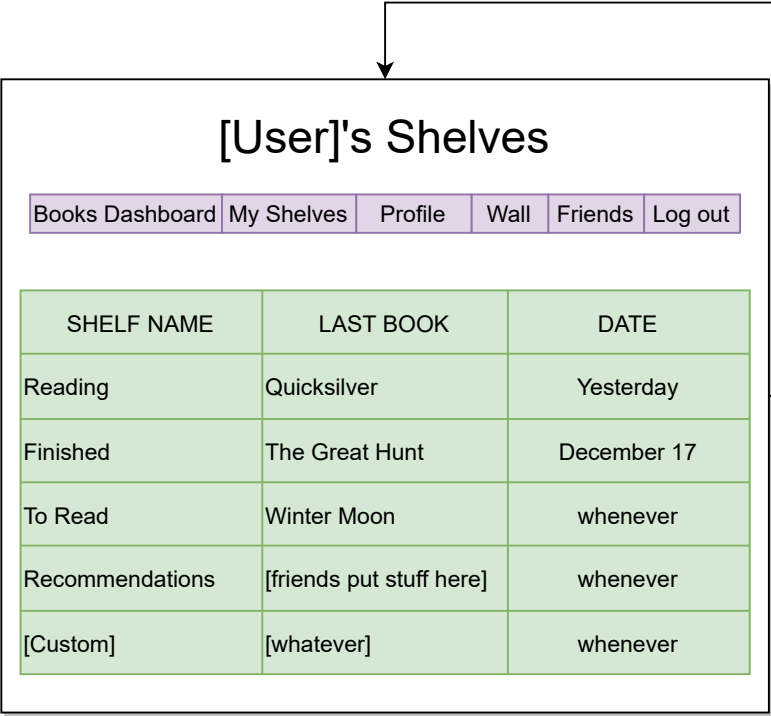 [User]'s Shelves
Books Dashboard My Shelves Profile Wall Friends Log out
SHELF NAME LAST BOOK DATE
Reading Quicksilver Yesterday
Finished The Great Hunt December 17
To Read Winter Moon whenever
Recommendations [friends put stuff here] whenever
[Custom] [whatever] whenever